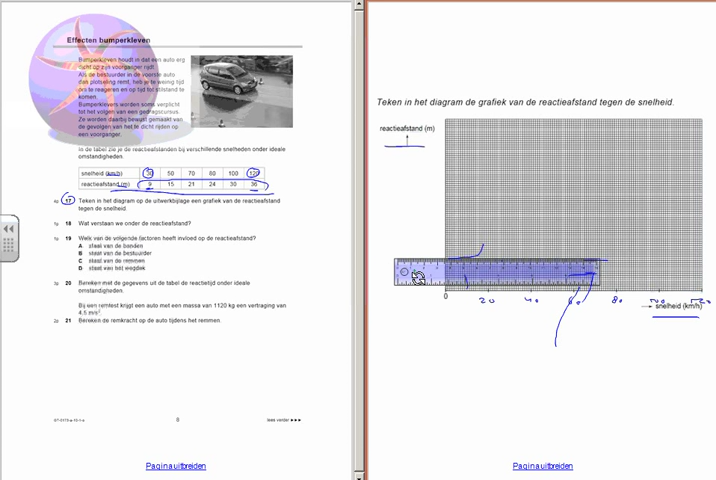 Effecten bumperkleven
Bumperkleven houdt in dat een auto erg
dicht op zijn voorganger rijdt.
Als de bestuurder in de voorste auto
dan plotseling remt, heb je te weinig tijd
om te reageren en op tijd tot stilstand te
komen.
Bumperklevers worden soms verplicht
tot het volgen van een gedragscursus.
Ze worden daarbij bewust gemaakt van
de gevolgen van het te dicht rijden op
een voorganger.
In de tabel zie je de reactieafstanden bij verschillende snelheden onder ideale
omstandigheden.
snelheid (km/h) 30 50 70 80 100 120
reactieafstand (m) 9 15 21 24 30 36
4p 17 Teken in het diagram op de uitwerkbijlage een grafiek van de reactieafstand
tegen de snelheid.
1p 18 Wat verstaan we onder de reactieafstand?
1p 19 Welk van de volgende factoren heeft invloed op de reactieafstand?
A staat van de banden
B staat van de bestuurder
C staat van de remmen
D staat van het wegdek
3p 20 Bereken met de gegevens uit de tabel de reactietijd onder ideale
omstandigheden.
Bij een remtest krijgt een auto met een massa van 1120 kg een vertraging van
4,5 m/s².
2p 21 Bereken de remkracht op de auto tijdens het remmen.
8
lees verder ►►►
Pagina uitbreiden
Teken in het diagram de grafiek van de reactieafstand tegen de snelheid.
reactieafstand (m)
20 40 60 80 100 120
snelheid (km/h)
Pagina uitbreiden